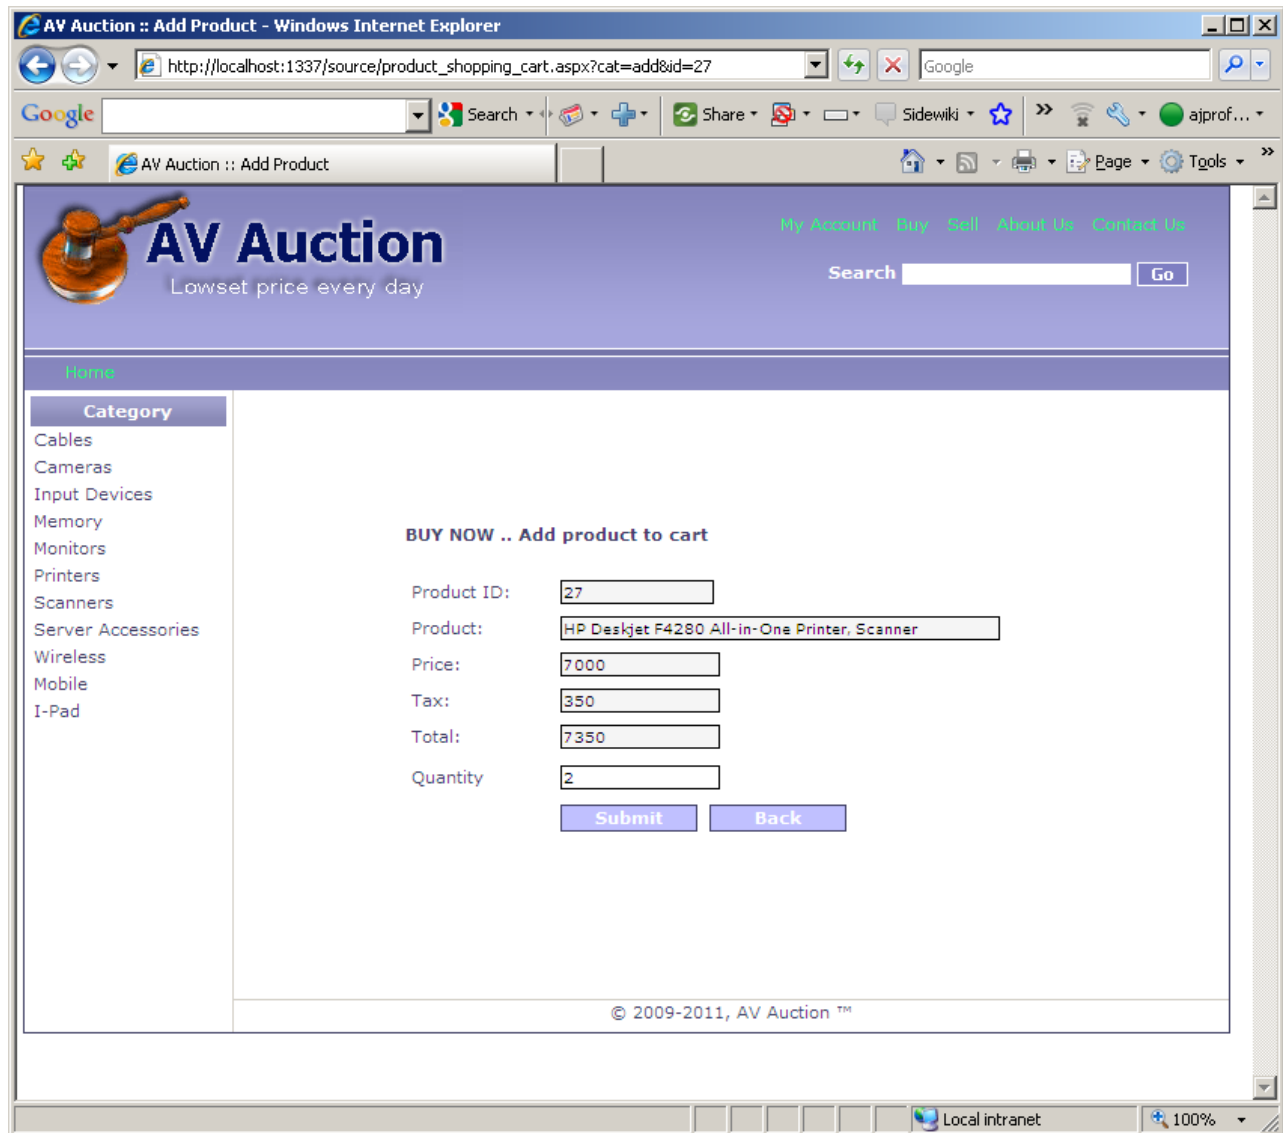 AV Auction :: Add Product - Windows Internet Explorer
http://localhost:1337/source/product_shopping_cart.aspx?cat=add&id=27
Google
Google Search Share Sidewiki ajprof...
AV Auction :: Add Product
Page Tools
AV Auction
Lowset price every day
My Account Buy Sell About Us Contact Us
Search Go
Home
Category
Cables
Cameras
Input Devices
Memory
Monitors
Printers
Scanners
Server Accessories
Wireless
Mobile
I-Pad
BUY NOW .. Add product to cart
Product ID: 27
Product: HP Deskjet F4280 All-in-One Printer, Scanner
Price: 7000
Tax: 350
Total: 7350
Quantity 2
Submit Back
© 2009-2011, AV Auction ™
Local intranet 100%